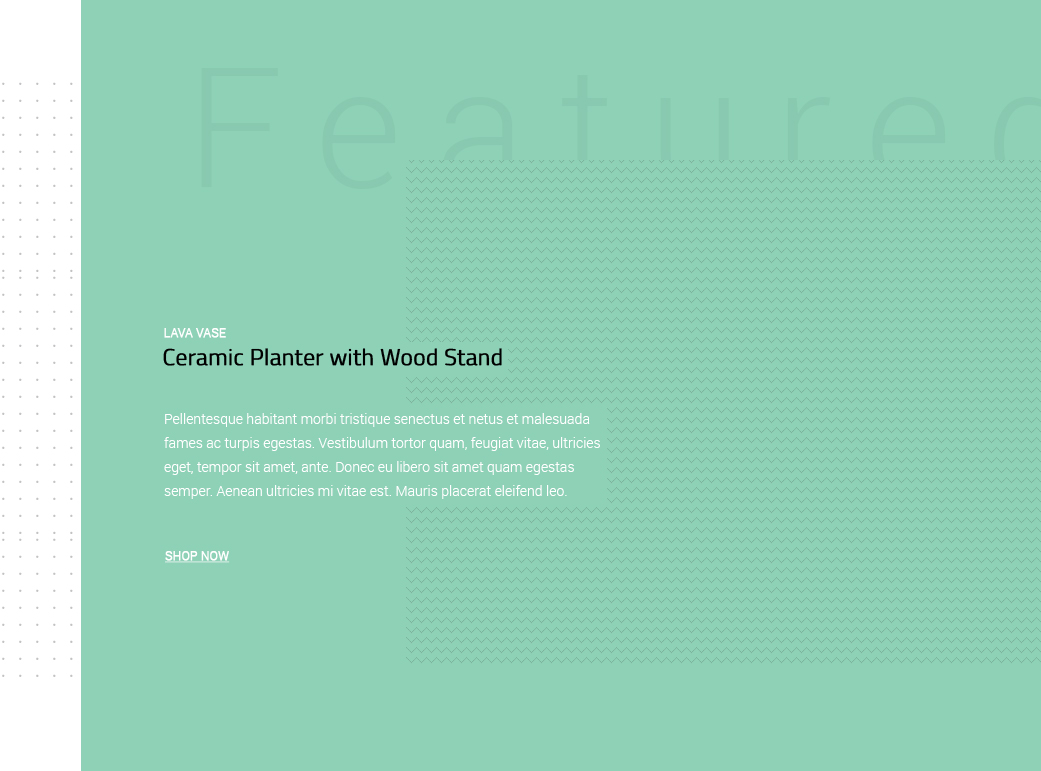 Featured
LAVA VASE
Ceramic Planter with Wood Stand
Pellentesque habitant morbi tristique senectus et netus et malesuada
fames ac turpis egestas. Vestibulum tortor quam, feugiat vitae, ultricies
eget, tempor sit amet, ante. Donec eu libero sit amet quam egestas
semper. Aenean ultricies mi vitae est. Mauris placerat eleifend leo.
SHOP NOW